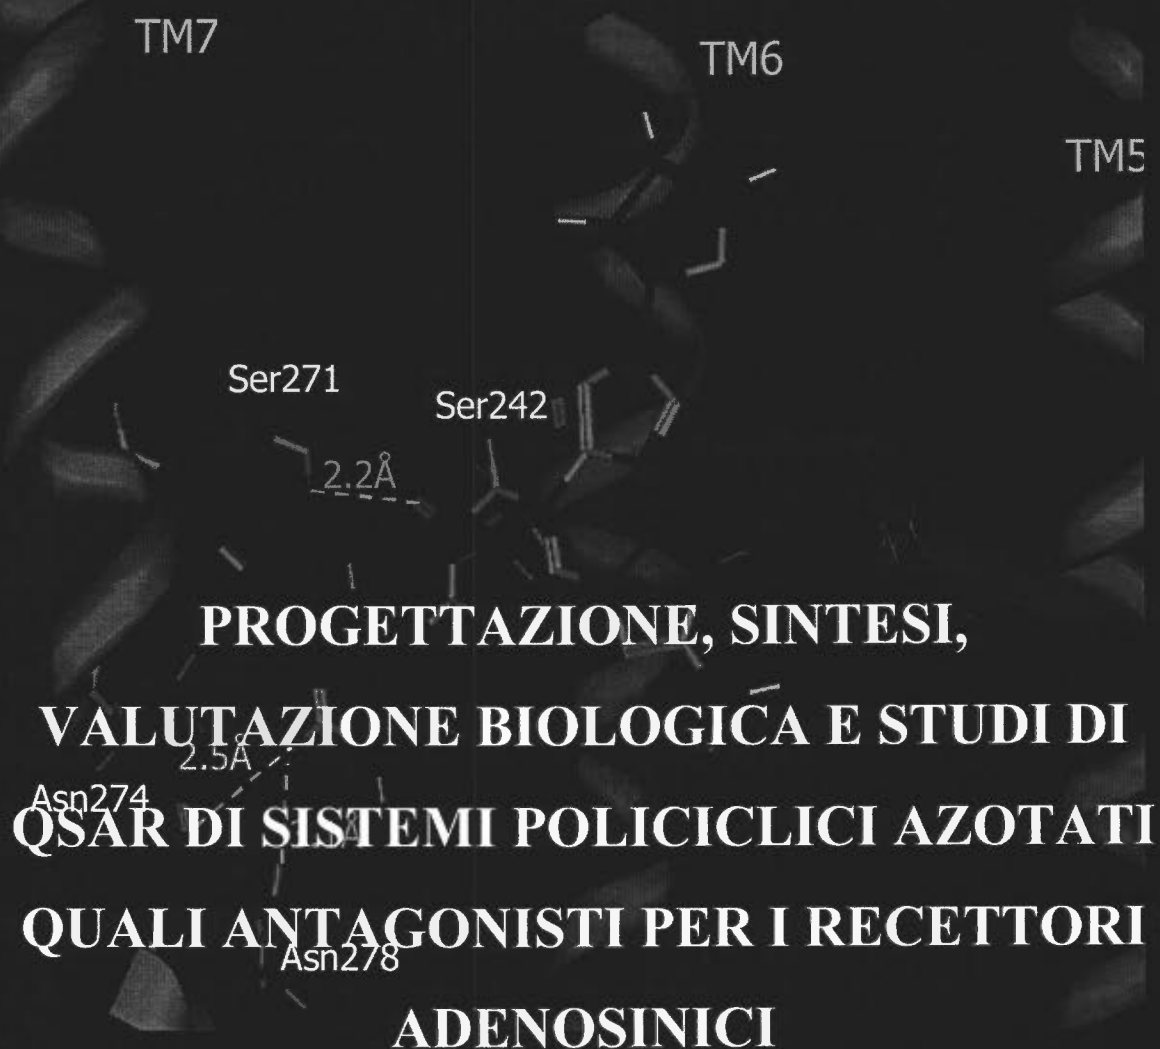 TM7
TM6
TM5
Ser271
Ser242
2.2Å
PROGETTAZIONE, SINTESI,
VALUTAZIONE BIOLOGICA E STUDI DI
2.5Å
Asn274
QSAR DI SISTEMI POLICICLICI AZOTATI
QUALI ANTAGONISTI PER I RECETTORI
Asn278
ADENOSINICI